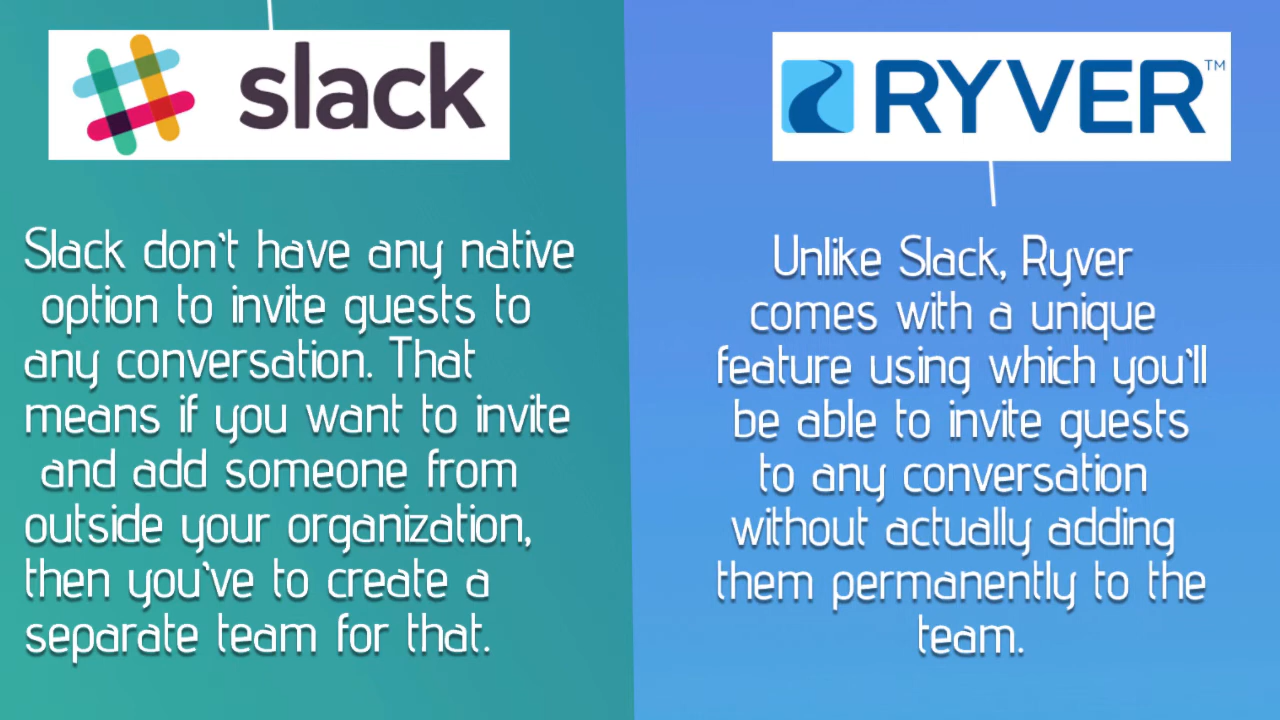 slack
Slack don't have any native
option to invite guests to
any conversation. That
means if you want to invite
and add someone from
outside your organization,
then you've to create a
separate team for that.
RYVER™
Unlike Slack, Ryver
comes with a unique
feature using which you'll
be able to invite guests
to any conversation
without actually adding
them permanently to the
team.